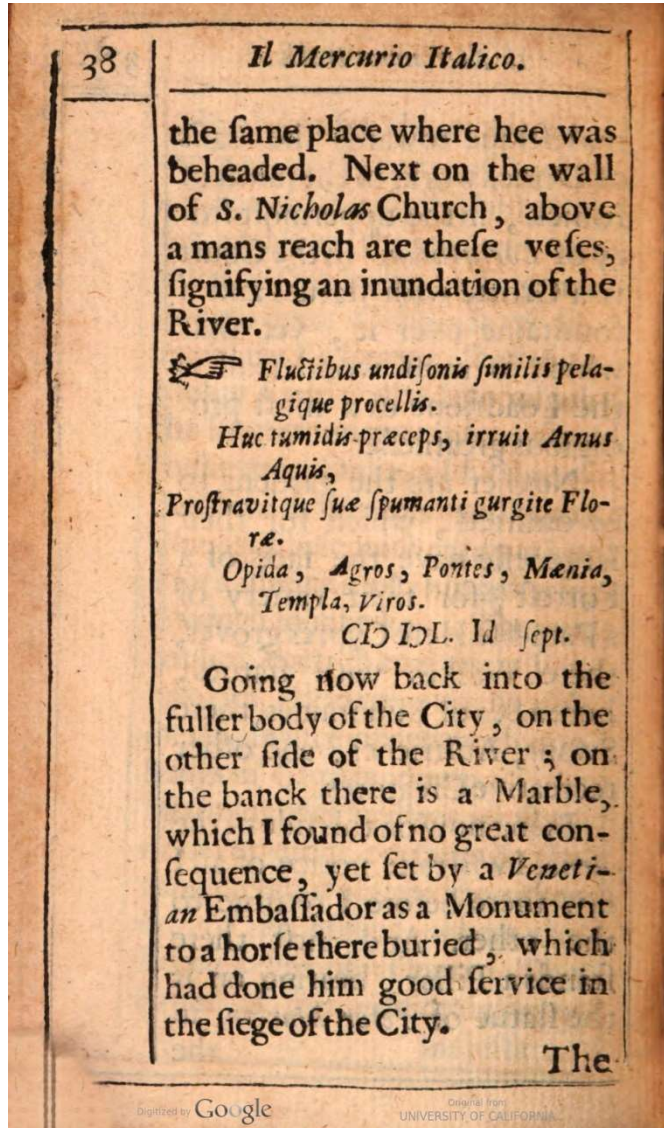 38
Il Mercurio Italico.
the ſame place where hee was
beheaded. Next on the wall
of S. Nicholas Church, above
a mans reach are theſe veſes,
ſignifying an inundation of the
River.
☞ Fluctibus undiſonis ſimilis pela-
gique procellis.
Huc tumidis præceps, irruit Arnus
Aquis,
Proſtravitque ſuæ ſpumanti gurgite Flo-
ræ.
Opida, Agros, Pontes, Mænia,
Templa, Viros.
CIↃ IↃL. Id ſept.
Going now back into the
fuller body of the City, on the
other ſide of the River; on
the banck there is a Marble,
which I found of no great con-
ſequence, yet ſet by a Veneti-
an Embaſſador as a Monument
to a horſe there buried, which
had done him good ſervice in
the ſiege of the City.
The
Digitized by Google
Original from
UNIVERSITY OF CALIFORNIA